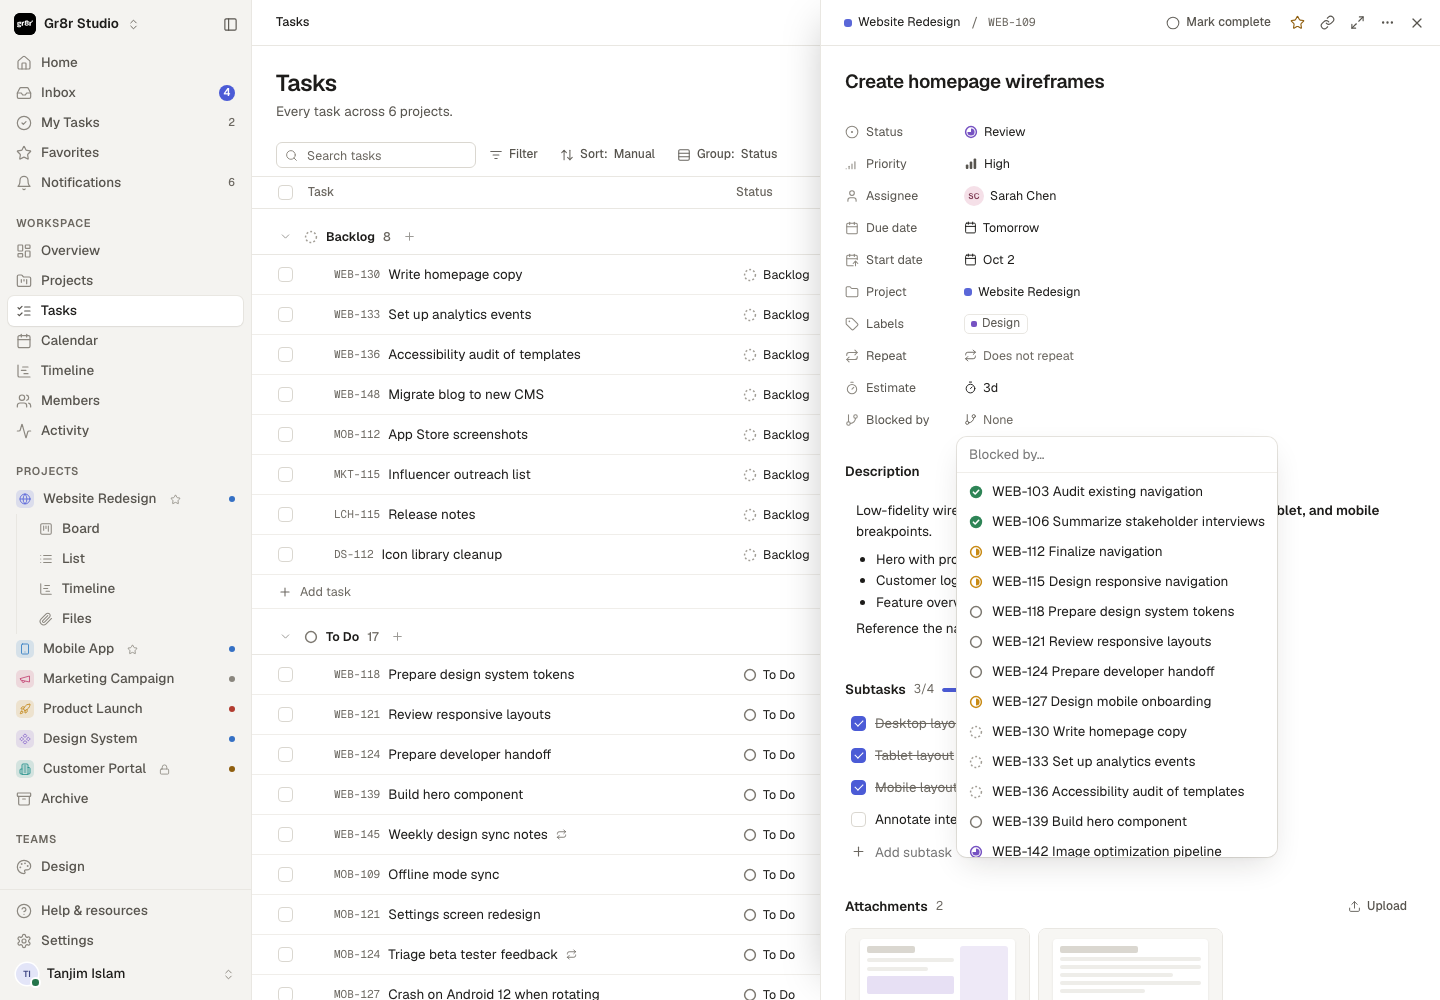 gr8r
Gr8r Studio
Home
Inbox 4
My Tasks 2
Favorites
Notifications 6
WORKSPACE
Overview
Projects
Tasks
Calendar
Timeline
Members
Activity
PROJECTS
Website Redesign
Board
List
Timeline
Files
Mobile App
Marketing Campaign
Product Launch
Design System
Customer Portal
Archive
TEAMS
Design
Help & resources
Settings
TI Tanjim Islam
Tasks
Tasks
Every task across 6 projects.
Search tasks Filter Sort: Manual Group: Status
Task Status
Backlog 8
WEB-130 Write homepage copy Backlog
WEB-133 Set up analytics events Backlog
WEB-136 Accessibility audit of templates Backlog
WEB-148 Migrate blog to new CMS Backlog
MOB-112 App Store screenshots Backlog
MKT-115 Influencer outreach list Backlog
LCH-115 Release notes Backlog
DS-112 Icon library cleanup Backlog
Add task
To Do 17
WEB-118 Prepare design system tokens To Do
WEB-121 Review responsive layouts To Do
WEB-124 Prepare developer handoff To Do
WEB-139 Build hero component To Do
WEB-145 Weekly design sync notes To Do
MOB-109 Offline mode sync To Do
MOB-121 Settings screen redesign To Do
MOB-124 Triage beta tester feedback To Do
MOB-127 Crash on Android 12 when rotating
Website Redesign / WEB-109 Mark complete
Create homepage wireframes
Status Review
Priority High
Assignee SC Sarah Chen
Due date Tomorrow
Start date Oct 2
Project Website Redesign
Labels Design
Repeat Does not repeat
Estimate 3d
Blocked by None
Blocked by…
WEB-103 Audit existing navigation
WEB-106 Summarize stakeholder interviews
WEB-112 Finalize navigation
WEB-115 Design responsive navigation
WEB-118 Prepare design system tokens
WEB-121 Review responsive layouts
WEB-124 Prepare developer handoff
WEB-127 Design mobile onboarding
WEB-130 Write homepage copy
WEB-133 Set up analytics events
WEB-136 Accessibility audit of templates
WEB-139 Build hero component
WEB-142 Image optimization pipeline
Description
Low-fidelity and mobile
breakpoints.
Hero with
Customer
Feature
Reference the
Subtasks 3/4
Desktop
Tablet layout
Mobile layout
Annotate
Add subtask
Attachments 2 Upload